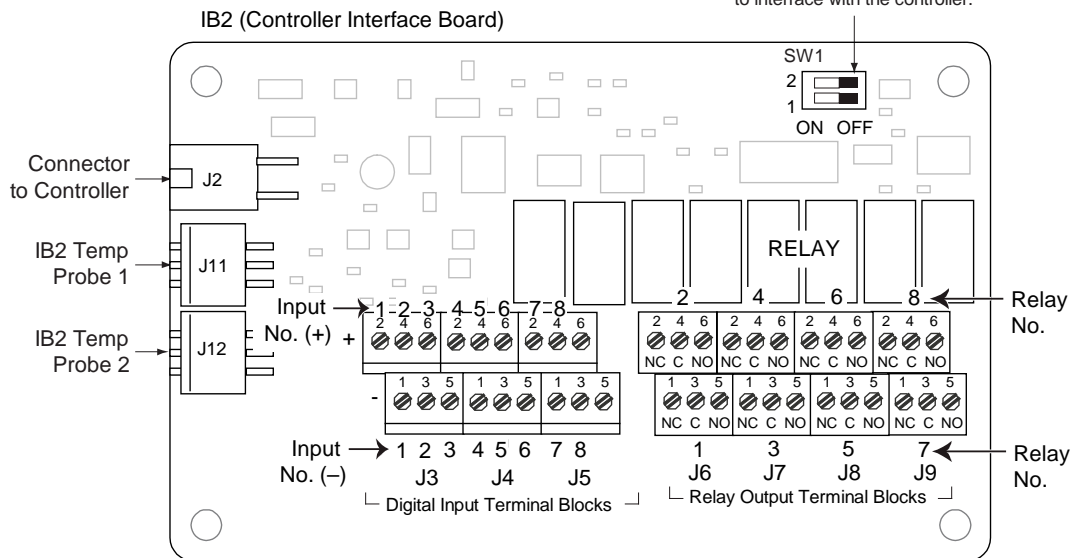 to interface with the controller.
IB2 (Controller Interface Board)
SW1
2
1
ON OFF
Connector
to Controller
J2
IB2 Temp
Probe 1
J11
IB2 Temp
Probe 2
J12
RELAY
2 4 6 8
Relay
No.
Input
No. (+)
1 2 3 4 5 6 7 8
+
2 4 6 2 4 6 2 4 6
2 4 6 2 4 6 2 4 6 2 4 6
NC C NO NC C NO NC C NO NC C NO
-
1 3 5 1 3 5 1 3 5
1 3 5 1 3 5 1 3 5 1 3 5
NC C NO NC C NO NC C NO NC C NO
Input
No. (–)
1 2 3 4 5 6 7 8
J3 J4 J5
Digital Input Terminal Blocks
1 3 5 7
J6 J7 J8 J9
Relay Output Terminal Blocks
Relay
No.